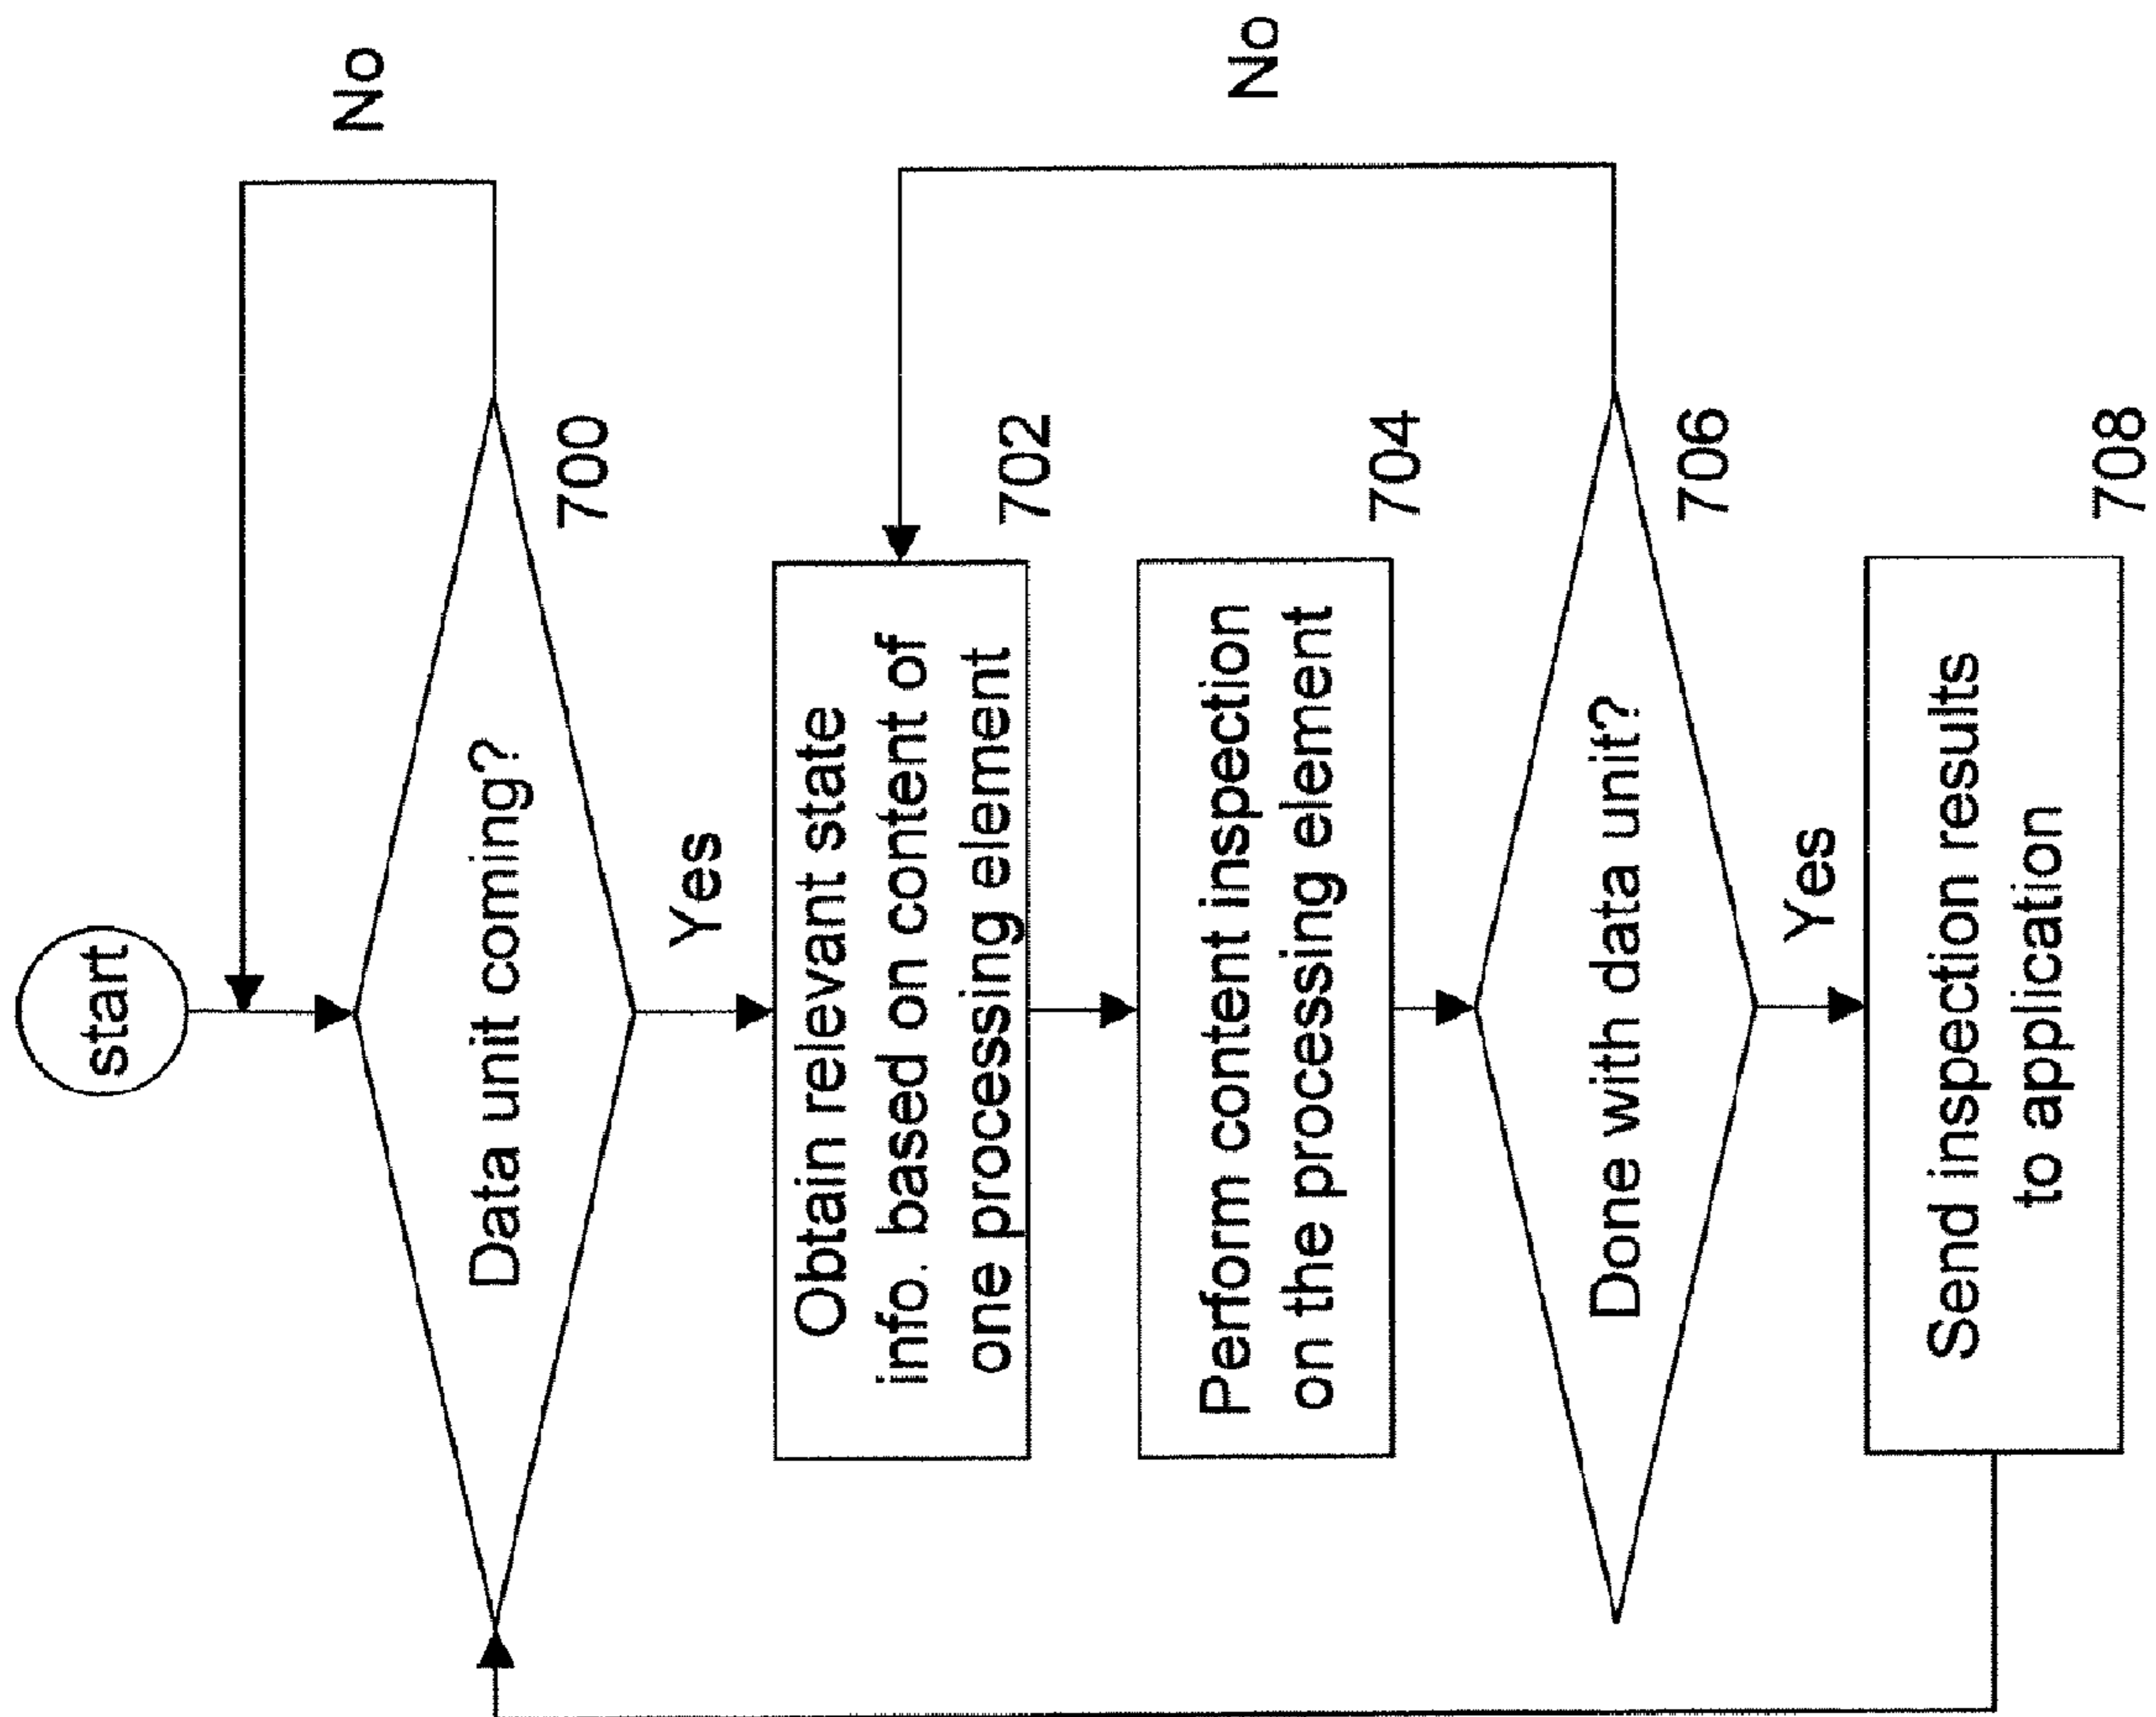 start
No
Data unit coming?
700
Yes
Obtain relevant state
info. based on content of
one processing element
702
No
Perform content inspection
on the processing element
704
Done with data unit?
706
Yes
Send inspection results
to application
708